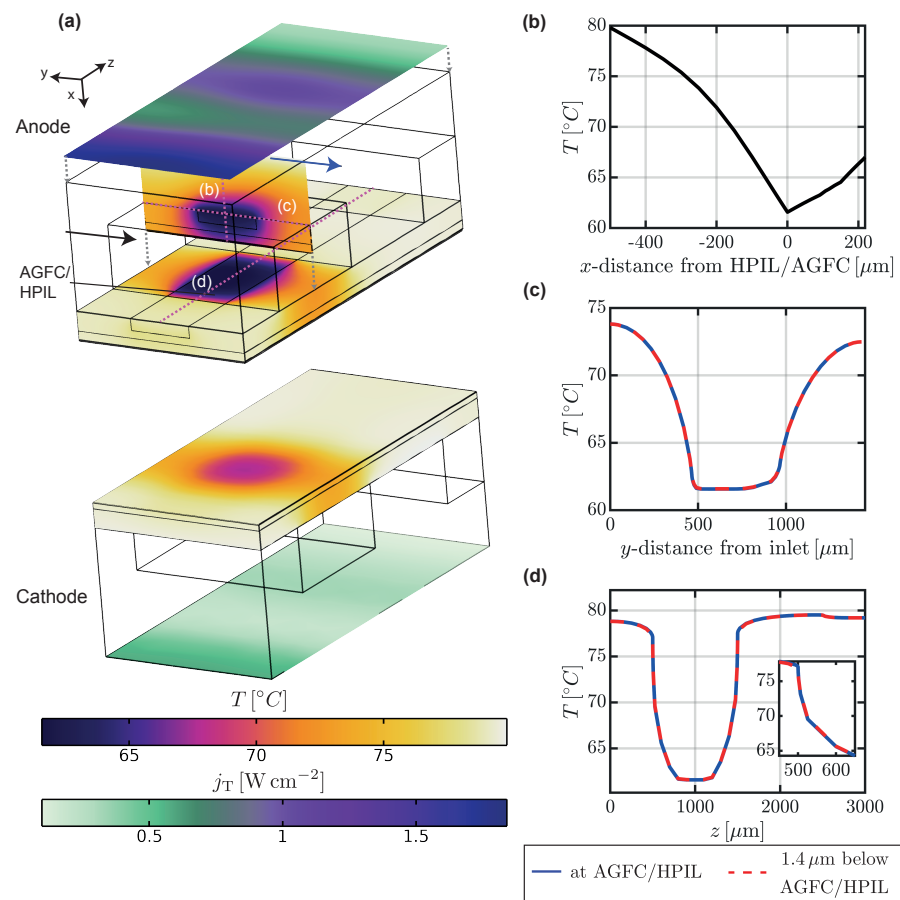 (a)
y
z
x
Anode
(b)
(c)
AGFC/
HPIL
(d)
Cathode
T [°C]
65
70
75
j_T [W cm⁻²]
0.5
1
1.5
(b)
80
75
70
65
60
T [°C]
-400
-200
0
200
x-distance from HPIL/AGFC [μm]
(c)
75
70
65
60
T [°C]
0
500
1000
y-distance from inlet [μm]
(d)
80
75
70
65
T [°C]
75
70
65
500
600
0
1000
2000
3000
z [μm]
at AGFC/HPIL
1.4 μm below
AGFC/HPIL